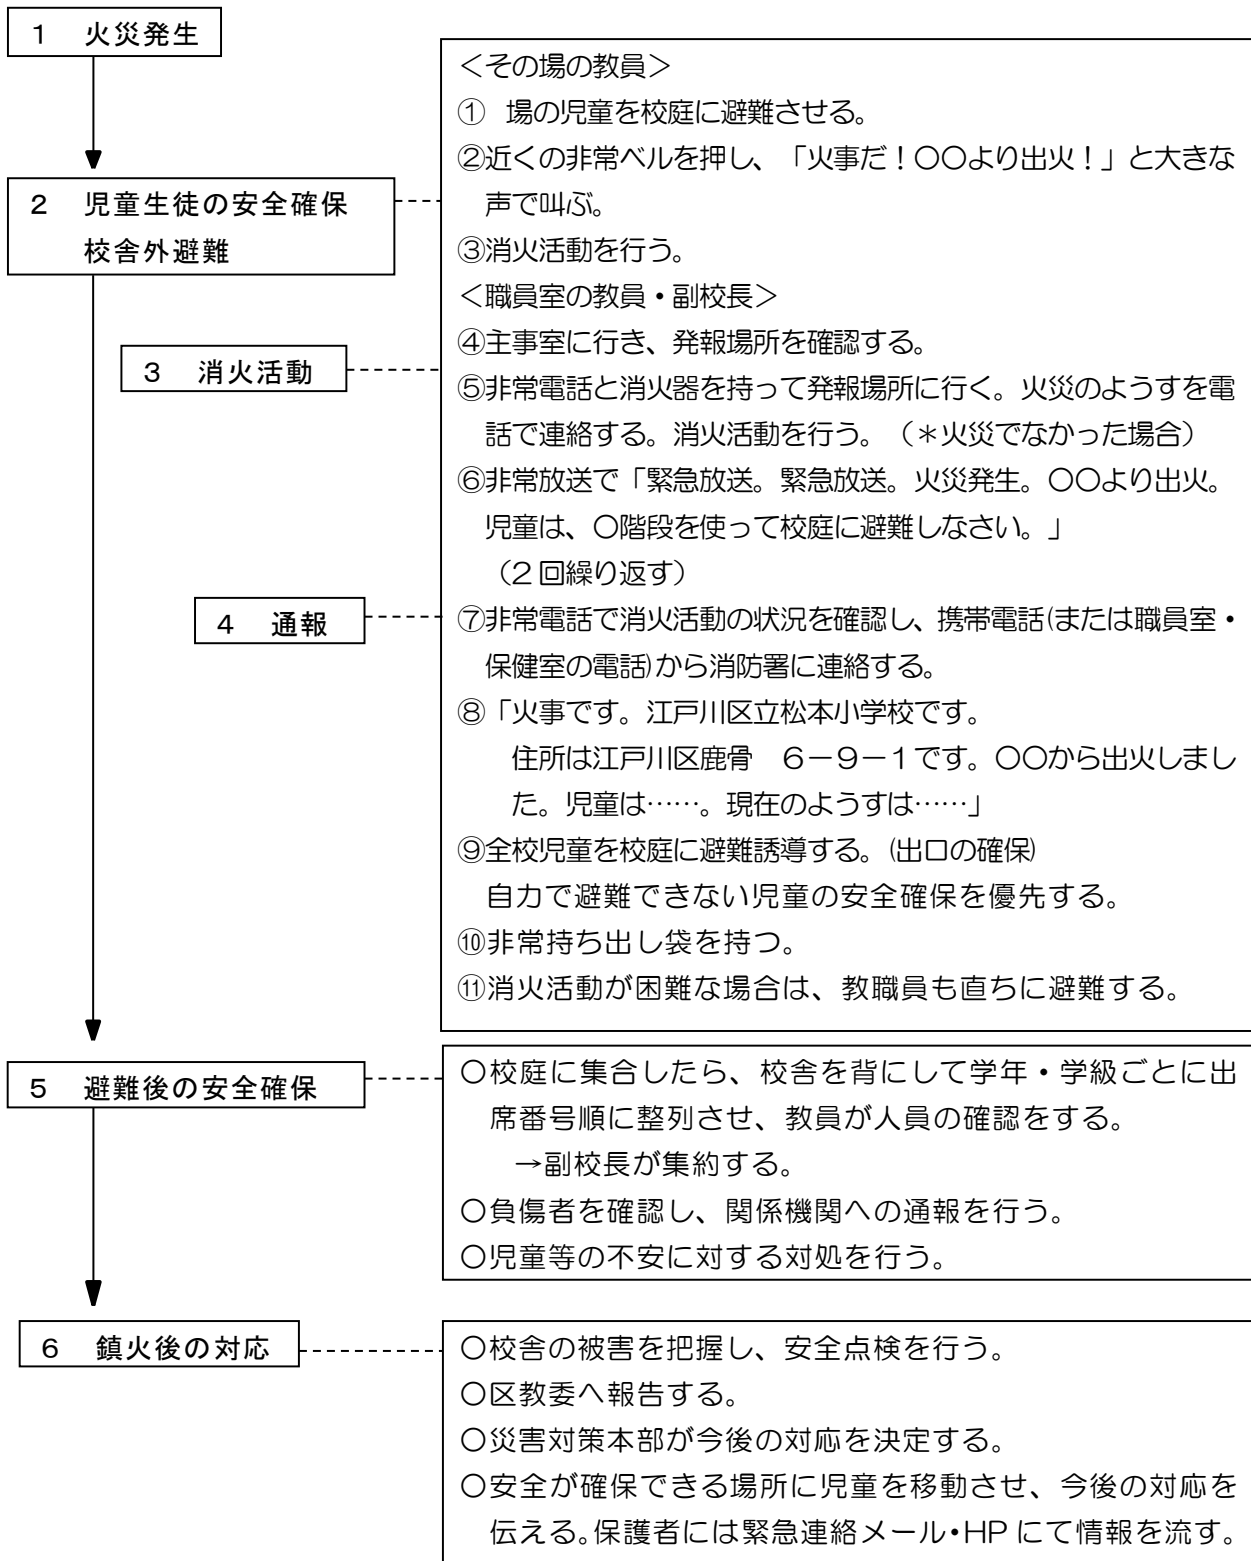 1 火災発生
＜その場の教員＞
① 場の児童を校庭に避難させる。
②近くの非常ベルを押し、「火事だ！〇〇より出火！」と大きな
声で叫ぶ。
2 児童生徒の安全確保
校舎外避難
③消火活動を行う。
＜職員室の教員・副校長＞
④主事室に行き、発報場所を確認する。
3 消火活動
⑤非常電話と消火器を持って発報場所に行く。火災のようすを電
話で連絡する。消火活動を行う。（＊火災でなかった場合）
⑥非常放送で「緊急放送。緊急放送。火災発生。〇〇より出火。
児童は、〇階段を使って校庭に避難しなさい。」
（2回繰り返す）
4 通報
⑦非常電話で消火活動の状況を確認し、携帯電話(または職員室・
保健室の電話)から消防署に連絡する。
⑧「火事です。江戸川区立松本小学校です。
住所は江戸川区鹿骨 6－9－1です。〇〇から出火しまし
た。児童は……。現在のようすは……」
⑨全校児童を校庭に避難誘導する。(出口の確保)
自力で避難できない児童の安全確保を優先する。
⑩非常持ち出し袋を持つ。
⑪消火活動が困難な場合は、教職員も直ちに避難する。
5 避難後の安全確保
〇校庭に集合したら、校舎を背にして学年・学級ごとに出
席番号順に整列させ、教員が人員の確認をする。
→副校長が集約する。
〇負傷者を確認し、関係機関への通報を行う。
〇児童等の不安に対する対処を行う。
6 鎮火後の対応
〇校舎の被害を把握し、安全点検を行う。
〇区教委へ報告する。
〇災害対策本部が今後の対応を決定する。
〇安全が確保できる場所に児童を移動させ、今後の対応を
伝える。保護者には緊急連絡メール・HPにて情報を流す。